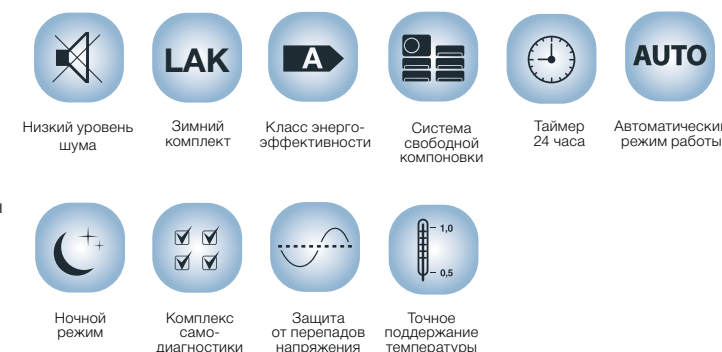 LAK
A
AUTO
Низкий уровень
шума
Зимний
комплект
Класс энерго-
эффективности
Система
свободной
компоновки
Таймер
24 часа
Автоматический
режим работы
1,0
0,5
Ночной
режим
Комплекс
само-
диагностики
Защита
от перепадов
напряжения
Точное
поддержание
температуры